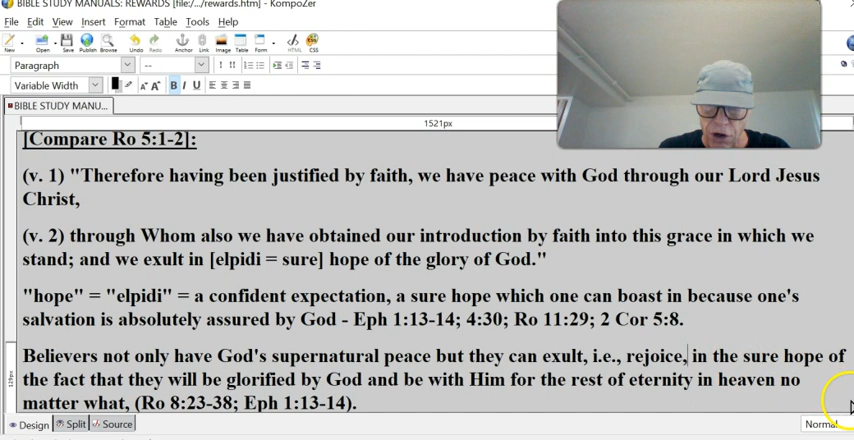 BIBLE STUDY MANUALS: REWARDS [file:/.../rewards.htm] - KompoZer
File Edit View Insert Format Table Tools Help
New Open Save Publish Browse Undo Redo Anchor Link Image Table Form HTML CSS
Paragraph --
Variable Width A A B I U
BIBLE STUDY MANU...
1521px
[Compare Ro 5:1-2]:
(v. 1) "Therefore having been justified by faith, we have peace with God through our Lord Jesus
Christ,
(v. 2) through Whom also we have obtained our introduction by faith into this grace in which we
stand; and we exult in [elpidi = sure] hope of the glory of God."
"hope" = "elpidi" = a confident expectation, a sure hope which one can boast in because one's
salvation is absolutely assured by God - Eph 1:13-14; 4:30; Ro 11:29; 2 Cor 5:8.
Believers not only have God's supernatural peace but they can exult, i.e., rejoice, in the sure hope of
the fact that they will be glorified by God and be with Him for the rest of eternity in heaven no
matter what, (Ro 8:23-38; Eph 1:13-14).
Design Split Source Normal